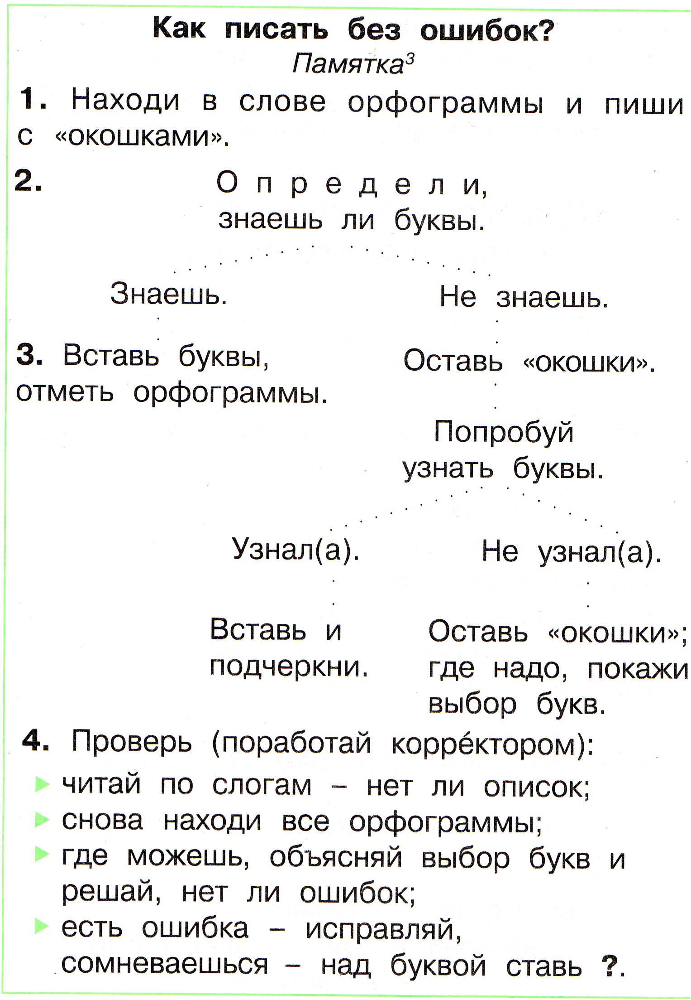 Как писать без ошибок?
Памятка³
1. Находи в слове орфограммы и пиши
с «окошками».
2. О п р е д е л и,
знаешь ли буквы.
Знаешь. Не знаешь.
3. Вставь буквы, Оставь «окошки».
отметь орфограммы.
Попробуй
узнать буквы.
Узнал(а). Не узнал(а).
Вставь и Оставь «окошки»;
подчеркни. где надо, покажи
выбор букв.
4. Проверь (поработай корре́ктором):
читай по слогам – нет ли описок;
снова находи все орфограммы;
где можешь, объясняй выбор букв и
решай, нет ли ошибок;
есть ошибка – исправляй,
сомневаешься – над буквой ставь ?.